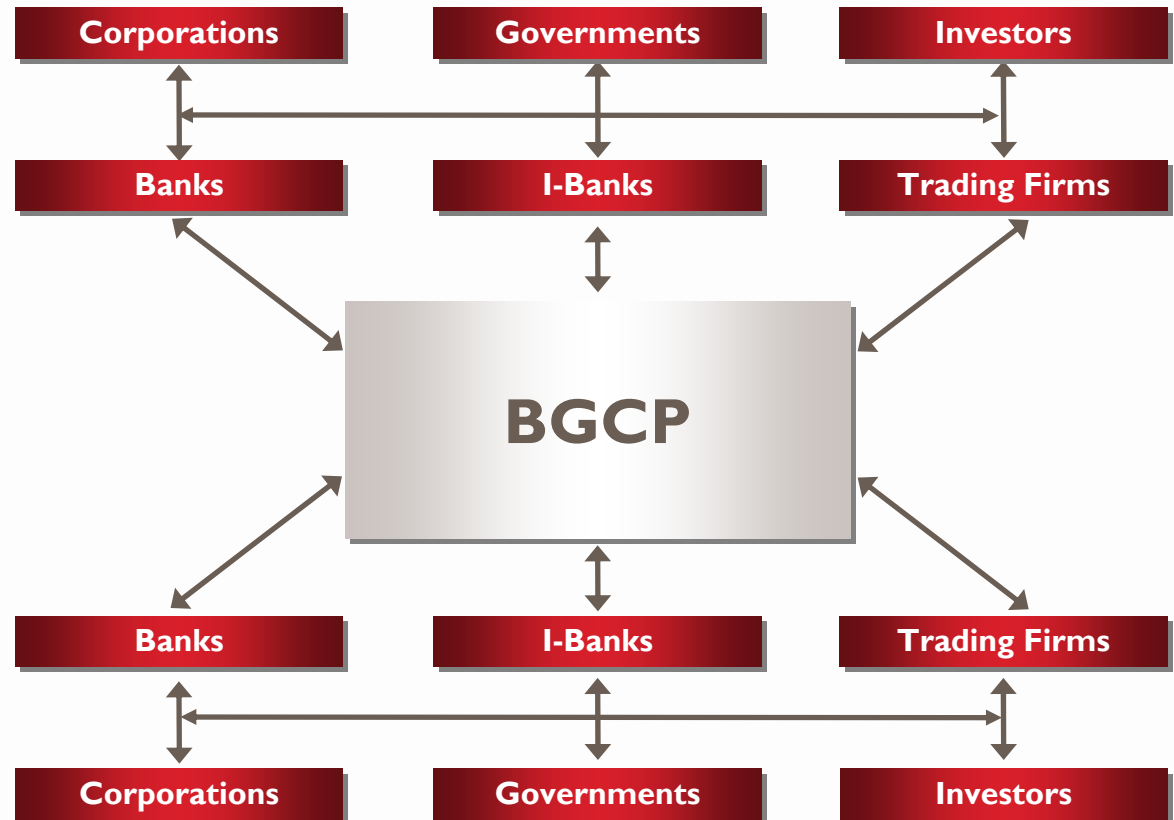 Corporations
Governments
Investors
Banks
I-Banks
Trading Firms
BGCP
Banks
I-Banks
Trading Firms
Corporations
Governments
Investors